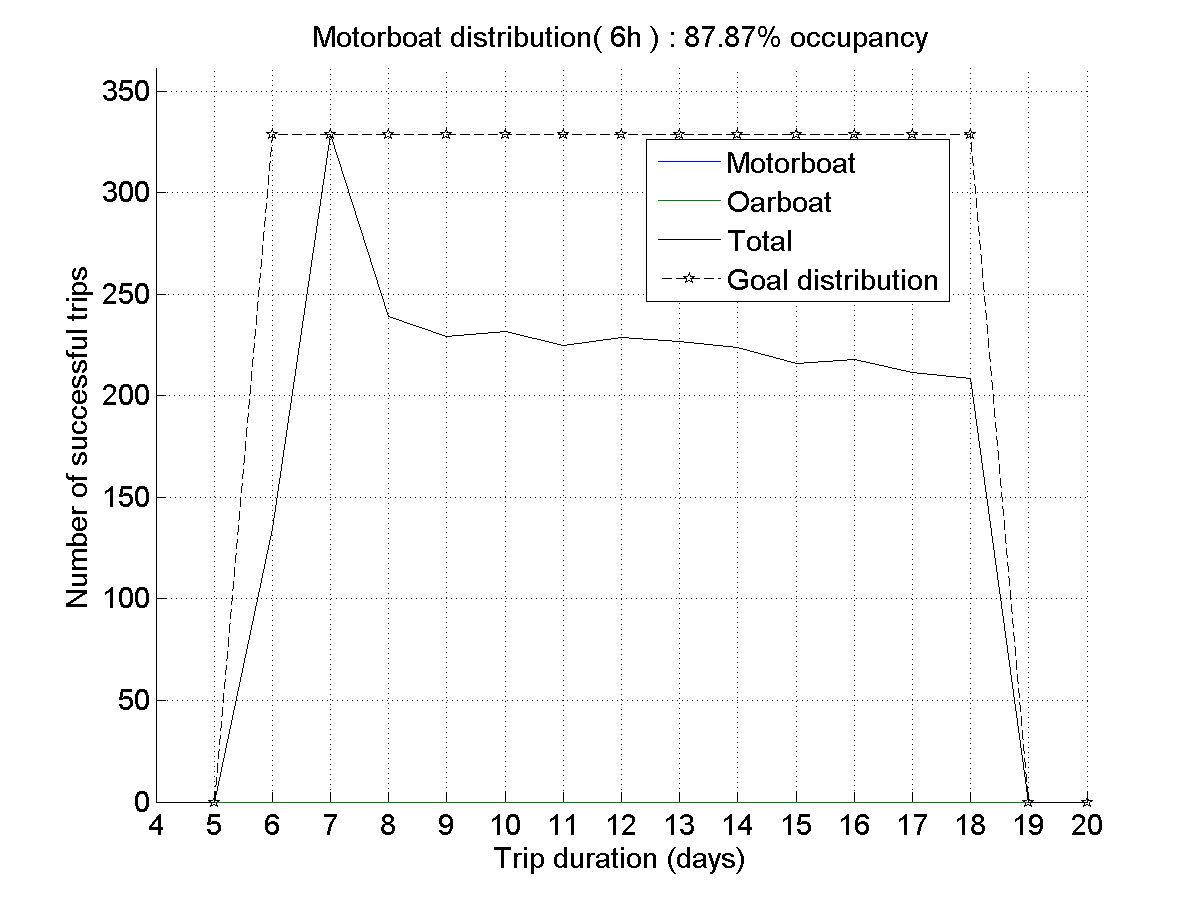 Motorboat distribution( 6h ) : 87.87% occupancy
350
300
250
200
150
100
50
0
Number of successful trips
Motorboat
Oarboat
Total
Goal distribution
4 5 6 7 8 9 10 11 12 13 14 15 16 17 18 19 20
Trip duration (days)